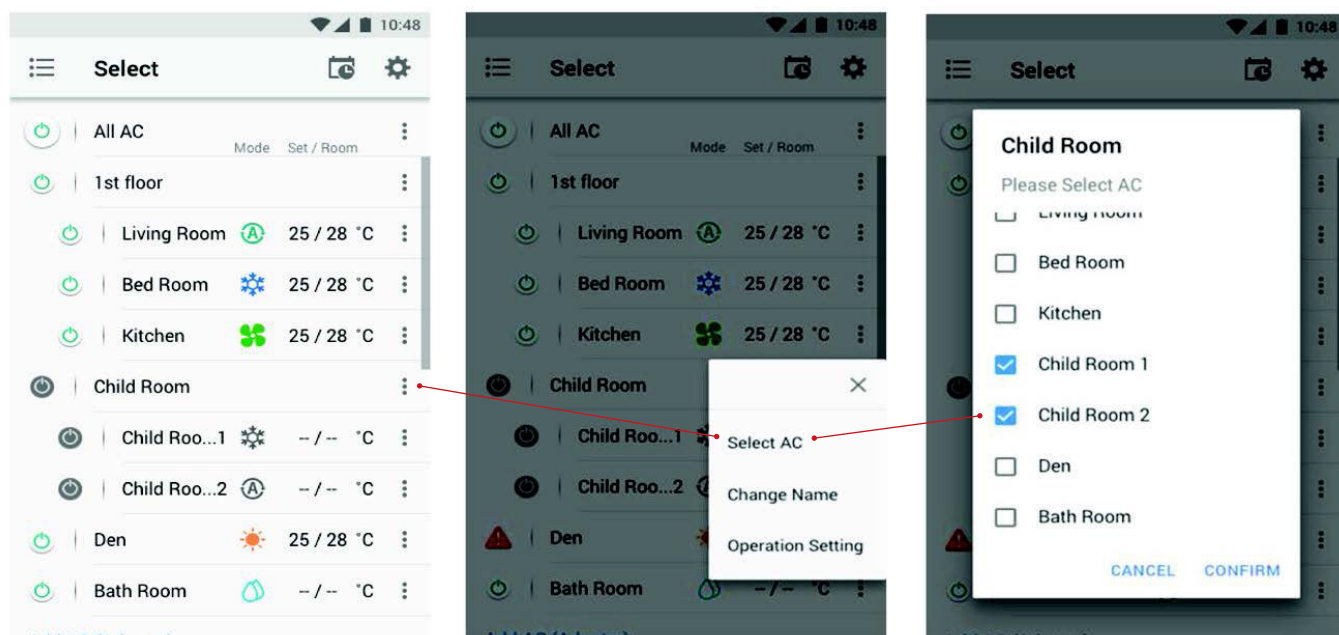 10:48
Select
All AC
Mode Set / Room
1st floor
Living Room A 25 / 28 °C
Bed Room 25 / 28 °C
Kitchen 25 / 28 °C
Child Room
Child Roo...1 -- / -- °C
Child Roo...2 A -- / -- °C
Den 25 / 28 °C
Bath Room -- / -- °C
10:48
Select
All AC
Mode Set / Room
1st floor
Living Room A 25 / 28 °C
Bed Room 25 / 28 °C
Kitchen 25 / 28 °C
Child Room
Child Roo...1
Child Roo...2
Den
Bath Room -- / -- °C
Select AC
Change Name
Operation Setting
10:48
Select
Child Room
Please Select AC
Living Room
Bed Room
Kitchen
Child Room 1
Child Room 2
Den
Bath Room
CANCEL CONFIRM